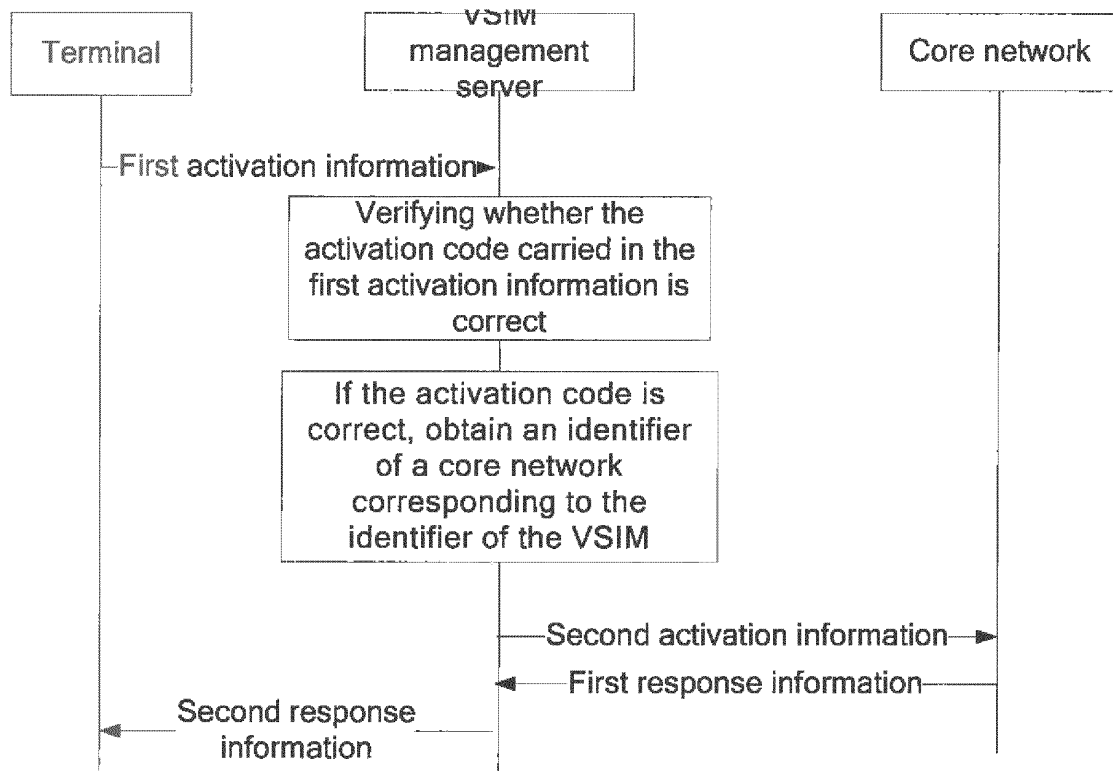 Terminal
VSIM
management
server
Core network
First activation information
Verifying whether the
activation code carried in the
first activation information is
correct
If the activation code is
correct, obtain an identifier
of a core network
corresponding to the
identifier of the VSIM
Second activation information
First response information
Second response
information